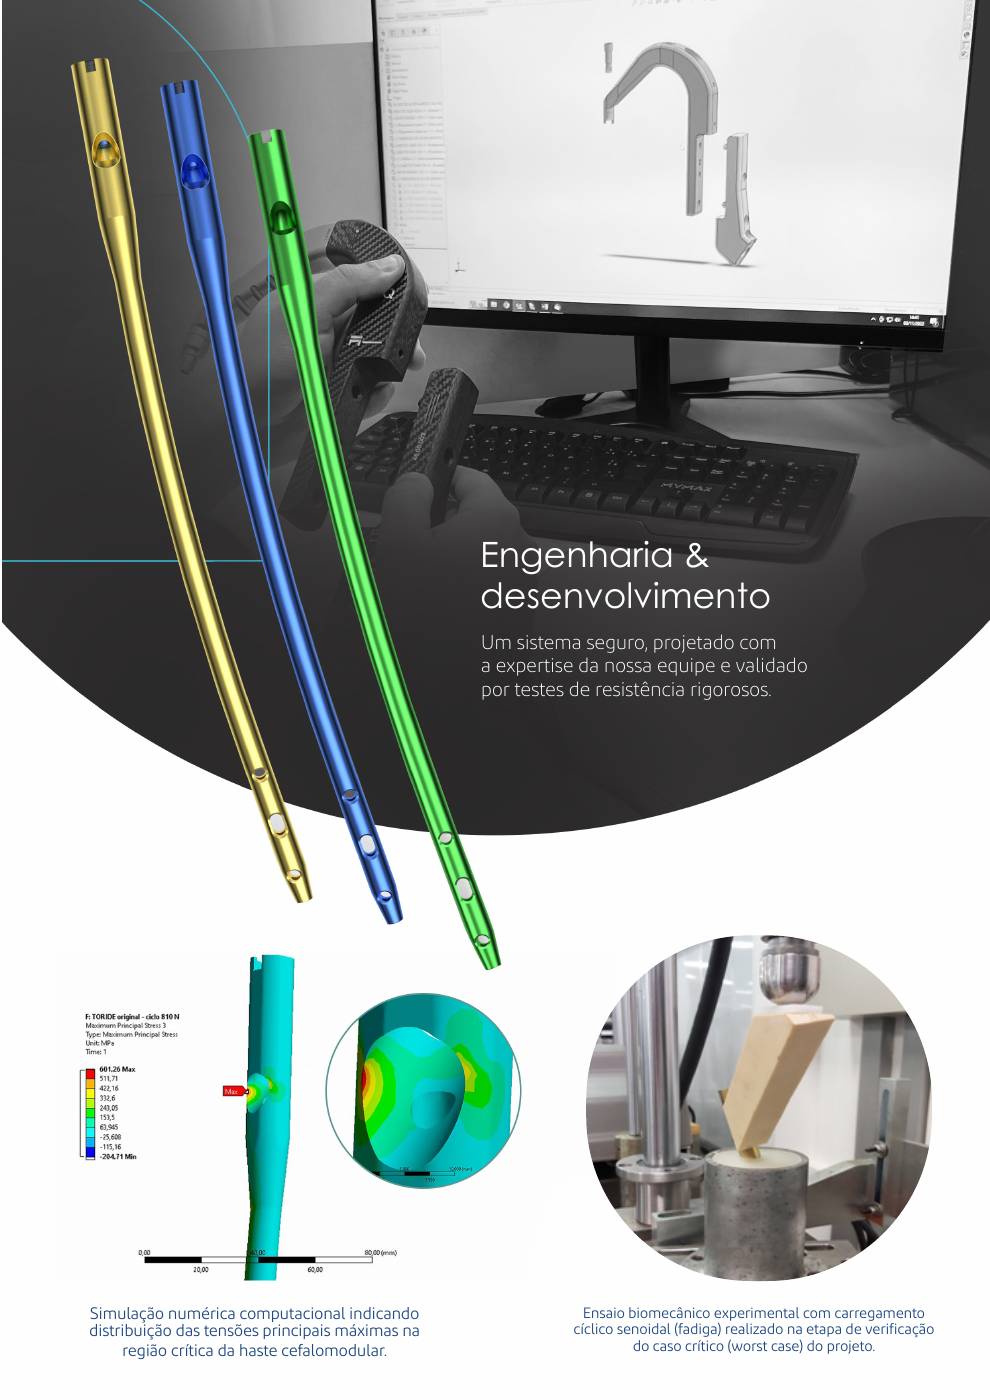 MVMAX
Engenharia &
desenvolvimento
Um sistema seguro, projetado com
a expertise da nossa equipe e validado
por testes de resistência rigorosos.
F: TORIDE original - ciclo 810 N
Maximum Principal Stress 3
Type: Maximum Principal Stress
Unit: MPa
Time: 1
601,26 Max
511,71
422,16
332,6
243,05
153,5
63,945
-25,608
-115,16
-204,71 Min
Max
0,00
40,00
80,00 (mm)
20,00
60,00
Simulação numérica computacional indicando
distribuição das tensões principais máximas na
região crítica da haste cefalomodular.
Ensaio biomecânico experimental com carregamento
cíclico senoidal (fadiga) realizado na etapa de verificação
do caso crítico (worst case) do projeto.